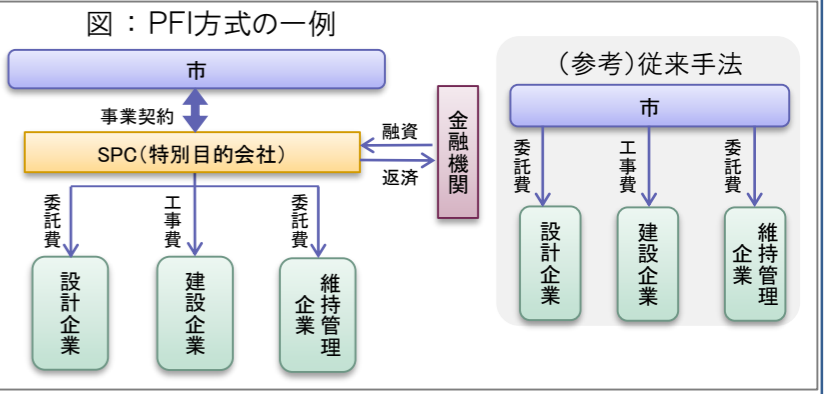 図：PFI方式の一例
市
事業契約
SPC（特別目的会社）
融資
返済
金融機関
委託費
工事費
委託費
設計企業
建設企業
維持管理
企業
（参考）従来手法
市
委託費
工事費
委託費
設計企業
建設企業
維持管理
企業